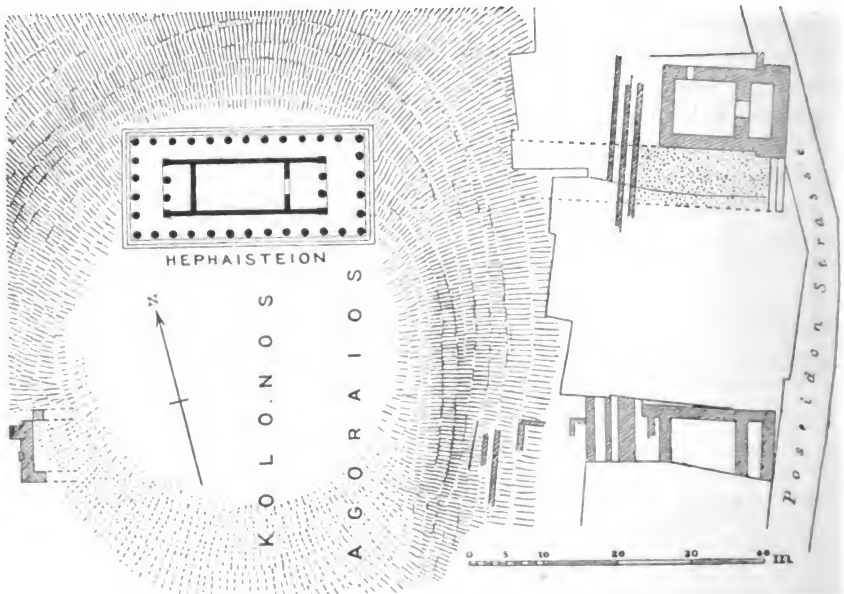 HEPHAISTEION
N
KOLONOS
AGORAIOS
Poseidon Strasse
0 5 10 20 30 40 m